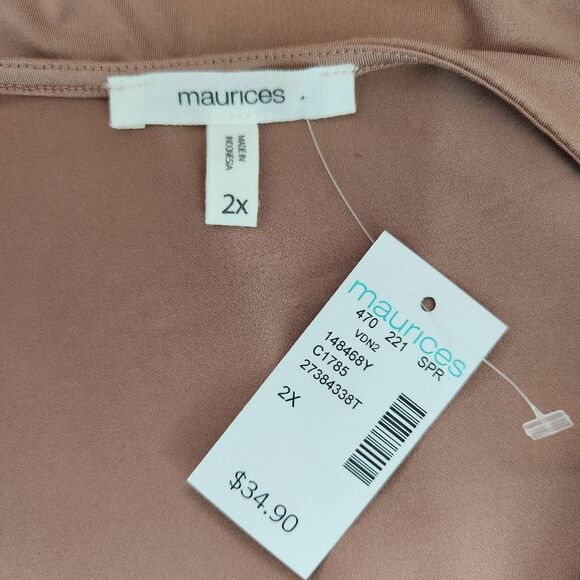 maurices
MADE IN
INDONESIA
2x
maurices
470 221 SPR
VDN2
148468Y
C1785
27384338T
2X
$34.90